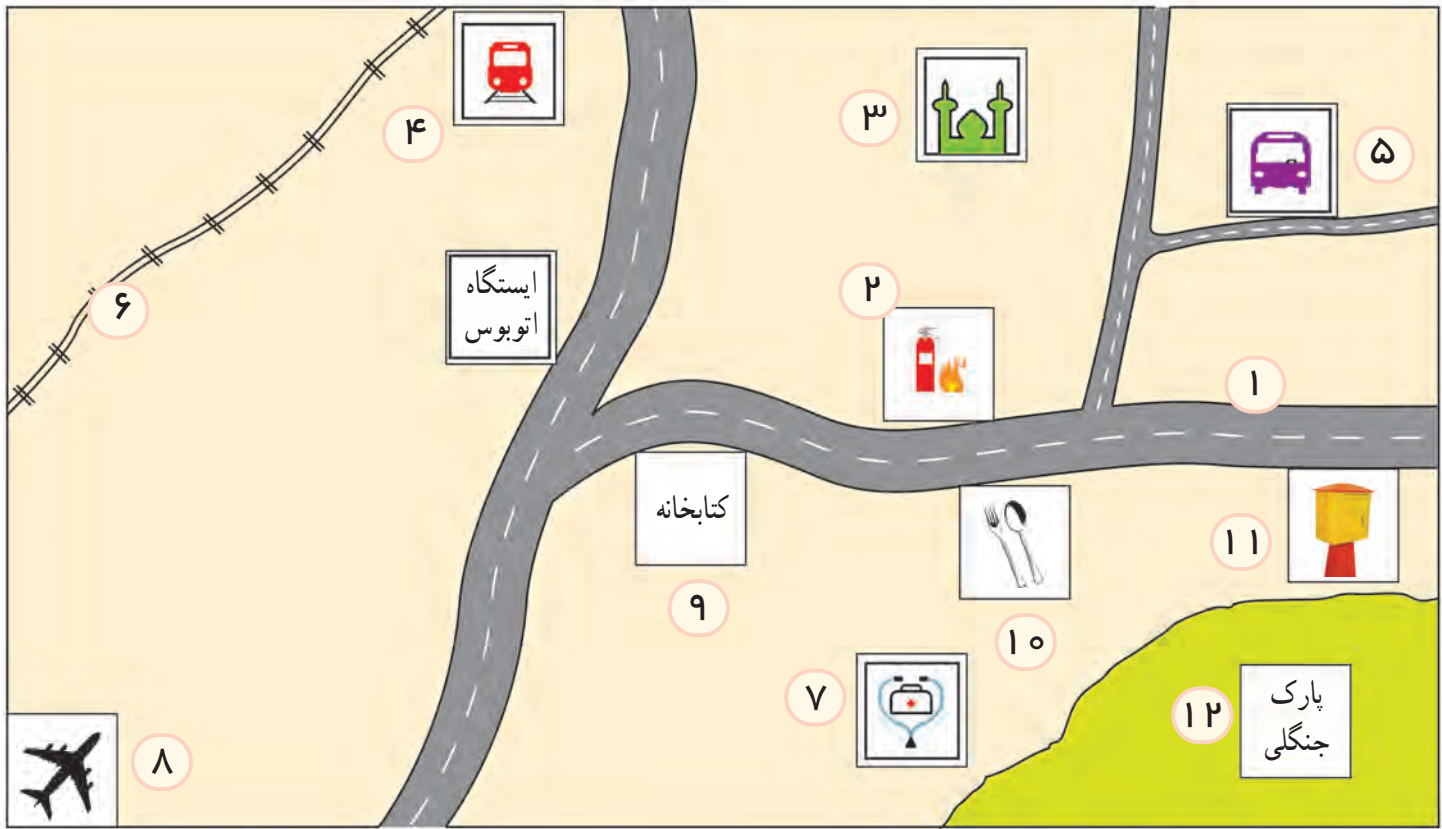 ۴
۳
۵
ایستگاه
اتوبوس
۶
۲
۱
کتابخانه
۹
۱۱
۱۰
۷
پارک
جنگلی
۱۲
۸